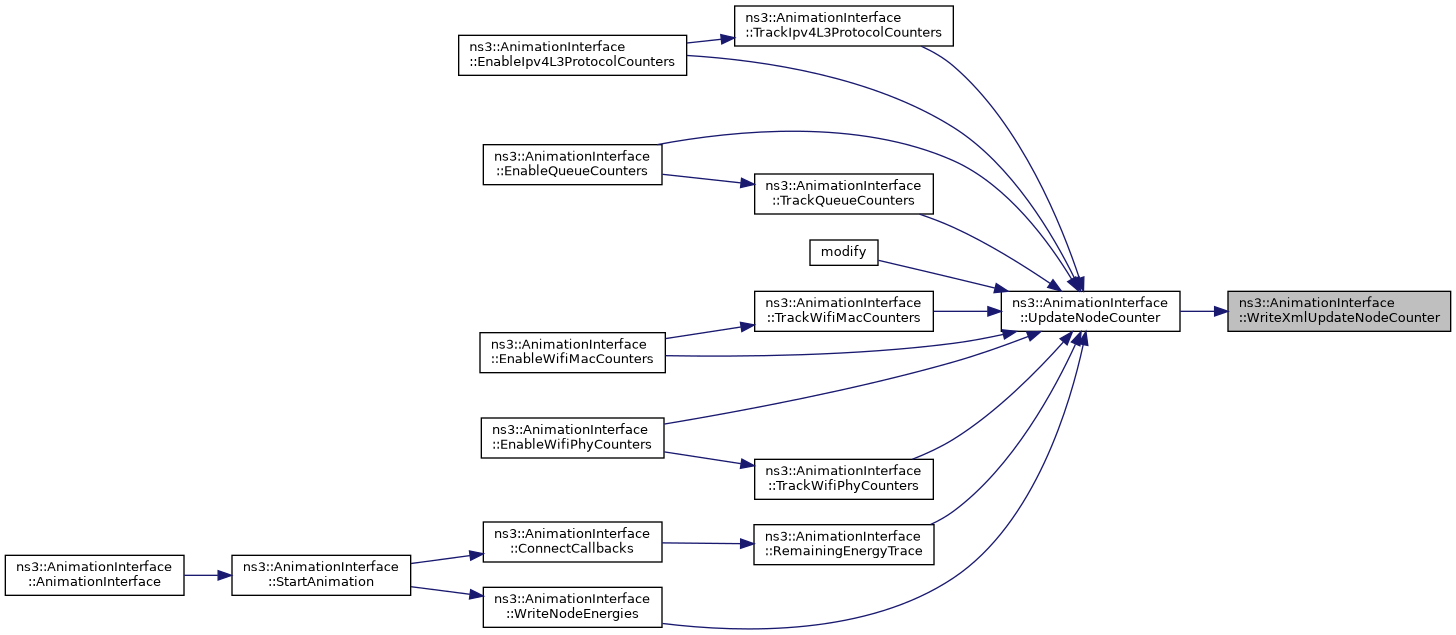 ns3::AnimationInterface
::TrackIpv4L3ProtocolCounters
ns3::AnimationInterface
::EnableIpv4L3ProtocolCounters
ns3::AnimationInterface
::EnableQueueCounters
ns3::AnimationInterface
::TrackQueueCounters
modify
ns3::AnimationInterface
::TrackWifiMacCounters
ns3::AnimationInterface
::UpdateNodeCounter
ns3::AnimationInterface
::WriteXmlUpdateNodeCounter
ns3::AnimationInterface
::EnableWifiMacCounters
ns3::AnimationInterface
::EnableWifiPhyCounters
ns3::AnimationInterface
::TrackWifiPhyCounters
ns3::AnimationInterface
::ConnectCallbacks
ns3::AnimationInterface
::RemainingEnergyTrace
ns3::AnimationInterface
::AnimationInterface
ns3::AnimationInterface
::StartAnimation
ns3::AnimationInterface
::WriteNodeEnergies